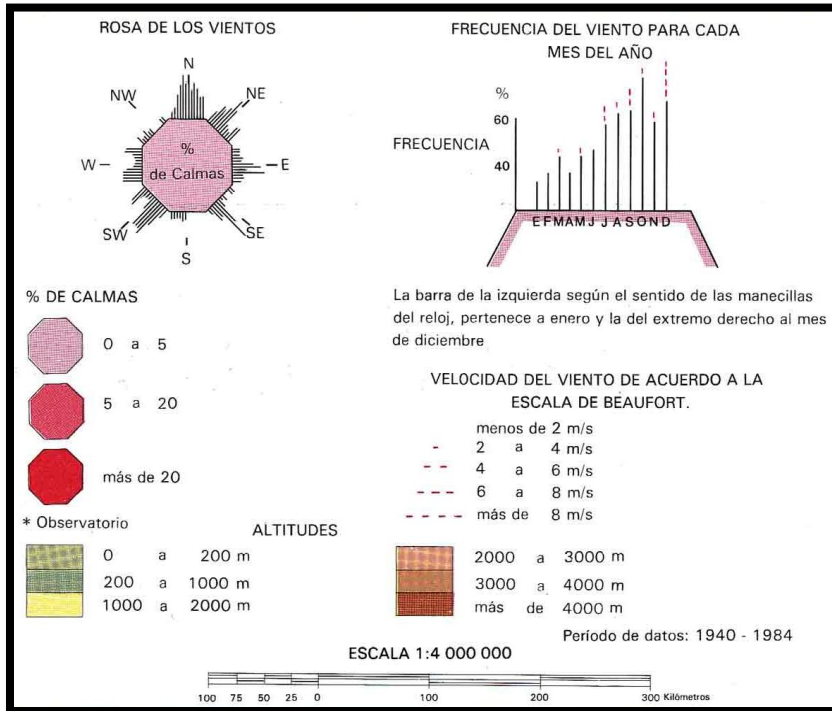 ROSA DE LOS VIENTOS
N
NW
NE
W
%
de Calmas
E
SW
SE
S
FRECUENCIA DEL VIENTO PARA CADA
MES DEL AÑO
%
60
FRECUENCIA
40
E F M A M J J A S O N D
La barra de la izquierda según el sentido de las manecillas
del reloj, pertenece a enero y la del extremo derecho al mes
de diciembre
% DE CALMAS
0 a 5
5 a 20
más de 20
VELOCIDAD DEL VIENTO DE ACUERDO A LA
ESCALA DE BEAUFORT.
menos de 2 m/s
2 a 4 m/s
4 a 6 m/s
6 a 8 m/s
más de 8 m/s
* Observatorio
ALTITUDES
0 a 200 m
200 a 1000 m
1000 a 2000 m
2000 a 3000 m
3000 a 4000 m
más de 4000 m
Período de datos: 1940 - 1984
ESCALA 1:4 000 000
100 75 50 25 0 100 200 300 Kilómetros